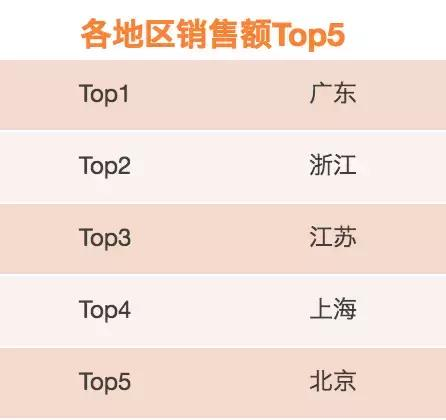 各地区销售额Top5
Top1 广东
Top2 浙江
Top3 江苏
Top4 上海
Top5 北京